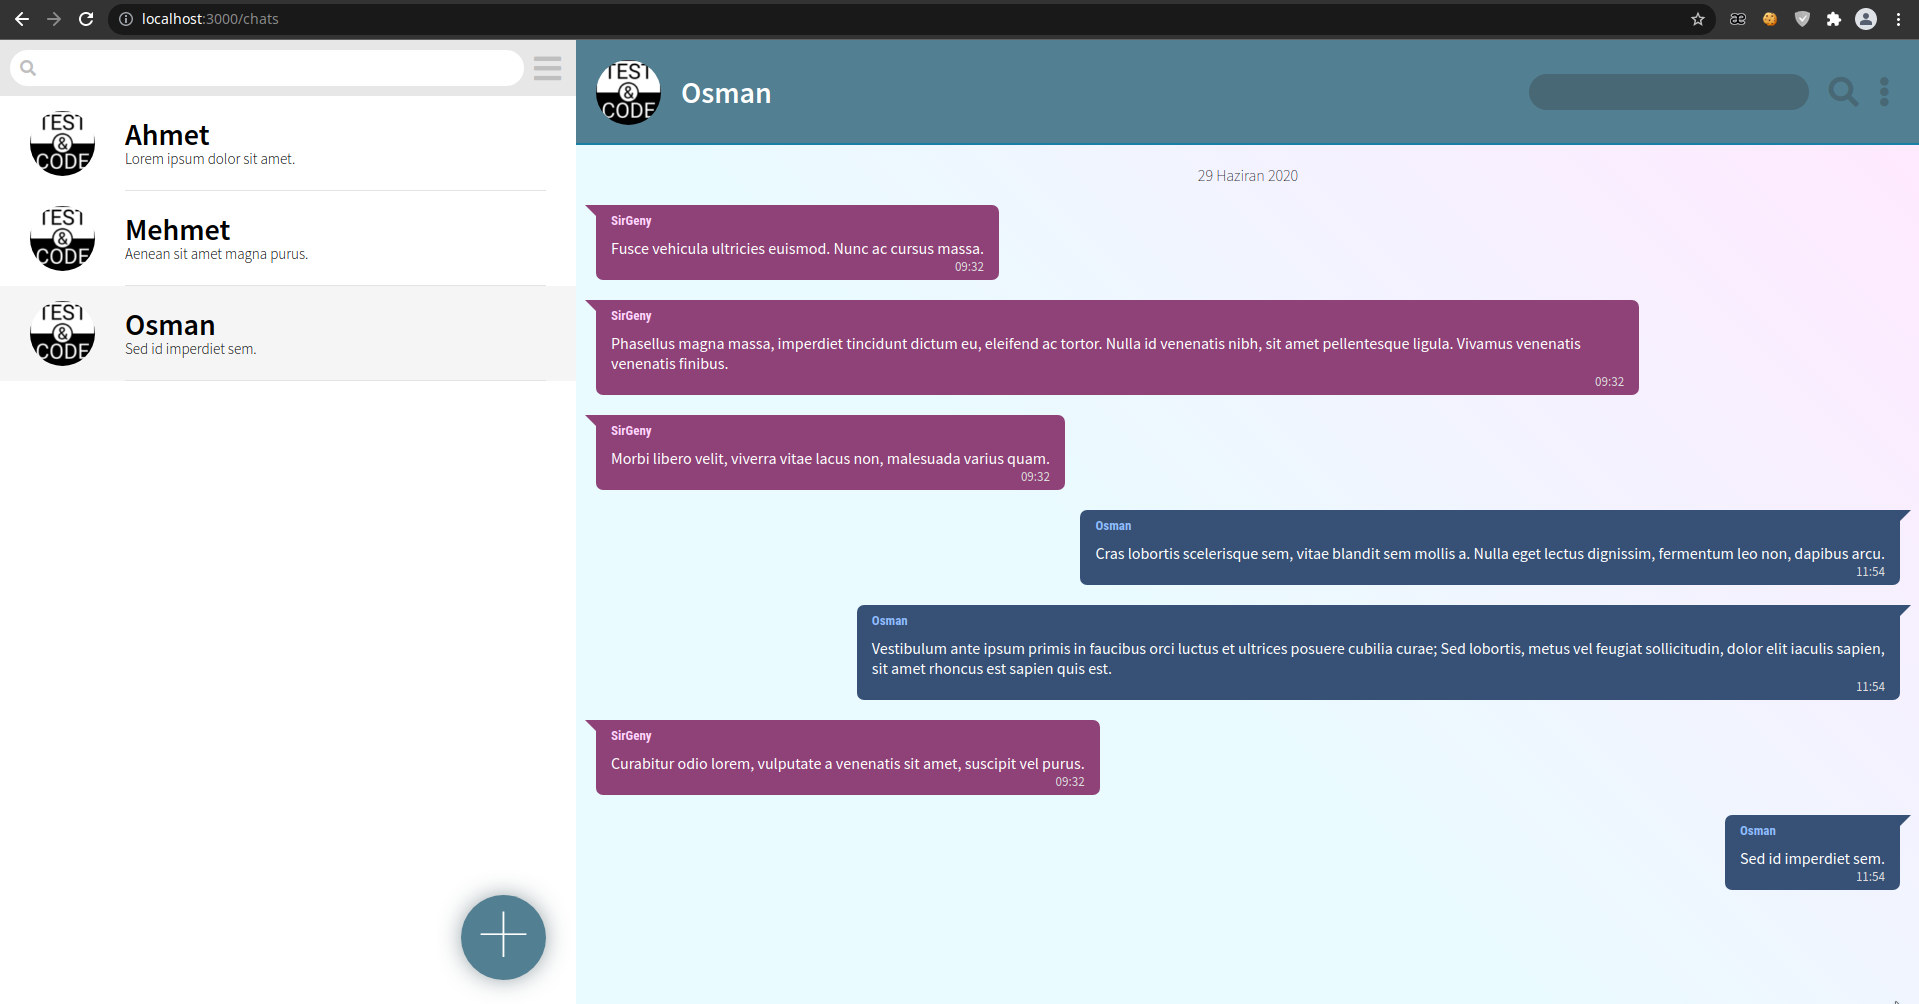 localhost:3000/chats
TEST
&
CODE
Ahmet
Lorem ipsum dolor sit amet.
TEST
&
CODE
Mehmet
Aenean sit amet magna purus.
TEST
&
CODE
Osman
Sed id imperdiet sem.
TEST
&
CODE
Osman
29 Haziran 2020
SirGeny
Fusce vehicula ultricies euismod. Nunc ac cursus massa.
09:32
SirGeny
Phasellus magna massa, imperdiet tincidunt dictum eu, eleifend ac tortor. Nulla id venenatis nibh, sit amet pellentesque ligula. Vivamus venenatis
venenatis finibus.
09:32
SirGeny
Morbi libero velit, viverra vitae lacus non, malesuada varius quam.
09:32
Osman
Cras lobortis scelerisque sem, vitae blandit sem mollis a. Nulla eget lectus dignissim, fermentum leo non, dapibus arcu.
11:54
Osman
Vestibulum ante ipsum primis in faucibus orci luctus et ultrices posuere cubilia curae; Sed lobortis, metus vel feugiat sollicitudin, dolor elit iaculis sapien,
sit amet rhoncus est sapien quis est.
11:54
SirGeny
Curabitur odio lorem, vulputate a venenatis sit amet, suscipit vel purus.
09:32
Osman
Sed id imperdiet sem.
11:54